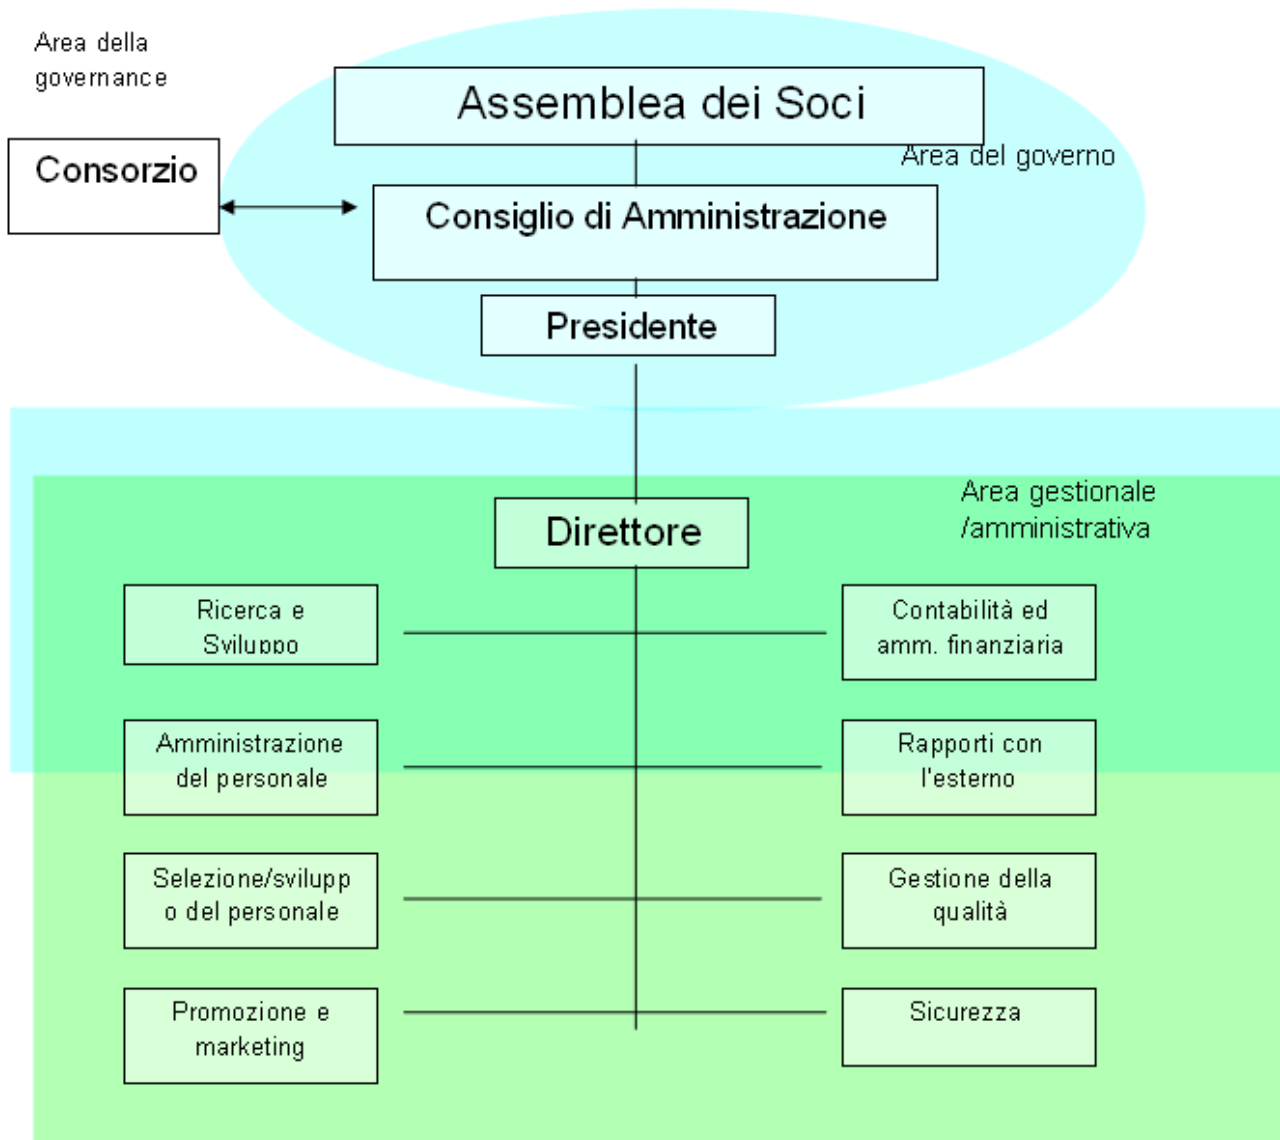 Area della
governance
Assemblea dei Soci
Area del governo
Consorzio
Consiglio di Amministrazione
Presidente
Area gestionale
/amministrativa
Direttore
Ricerca e
Sviluppo
Contabilità ed
amm. finanziaria
Amministrazione
del personale
Rapporti con
l'esterno
Selezione/svilupp
o del personale
Gestione della
qualità
Promozione e
marketing
Sicurezza